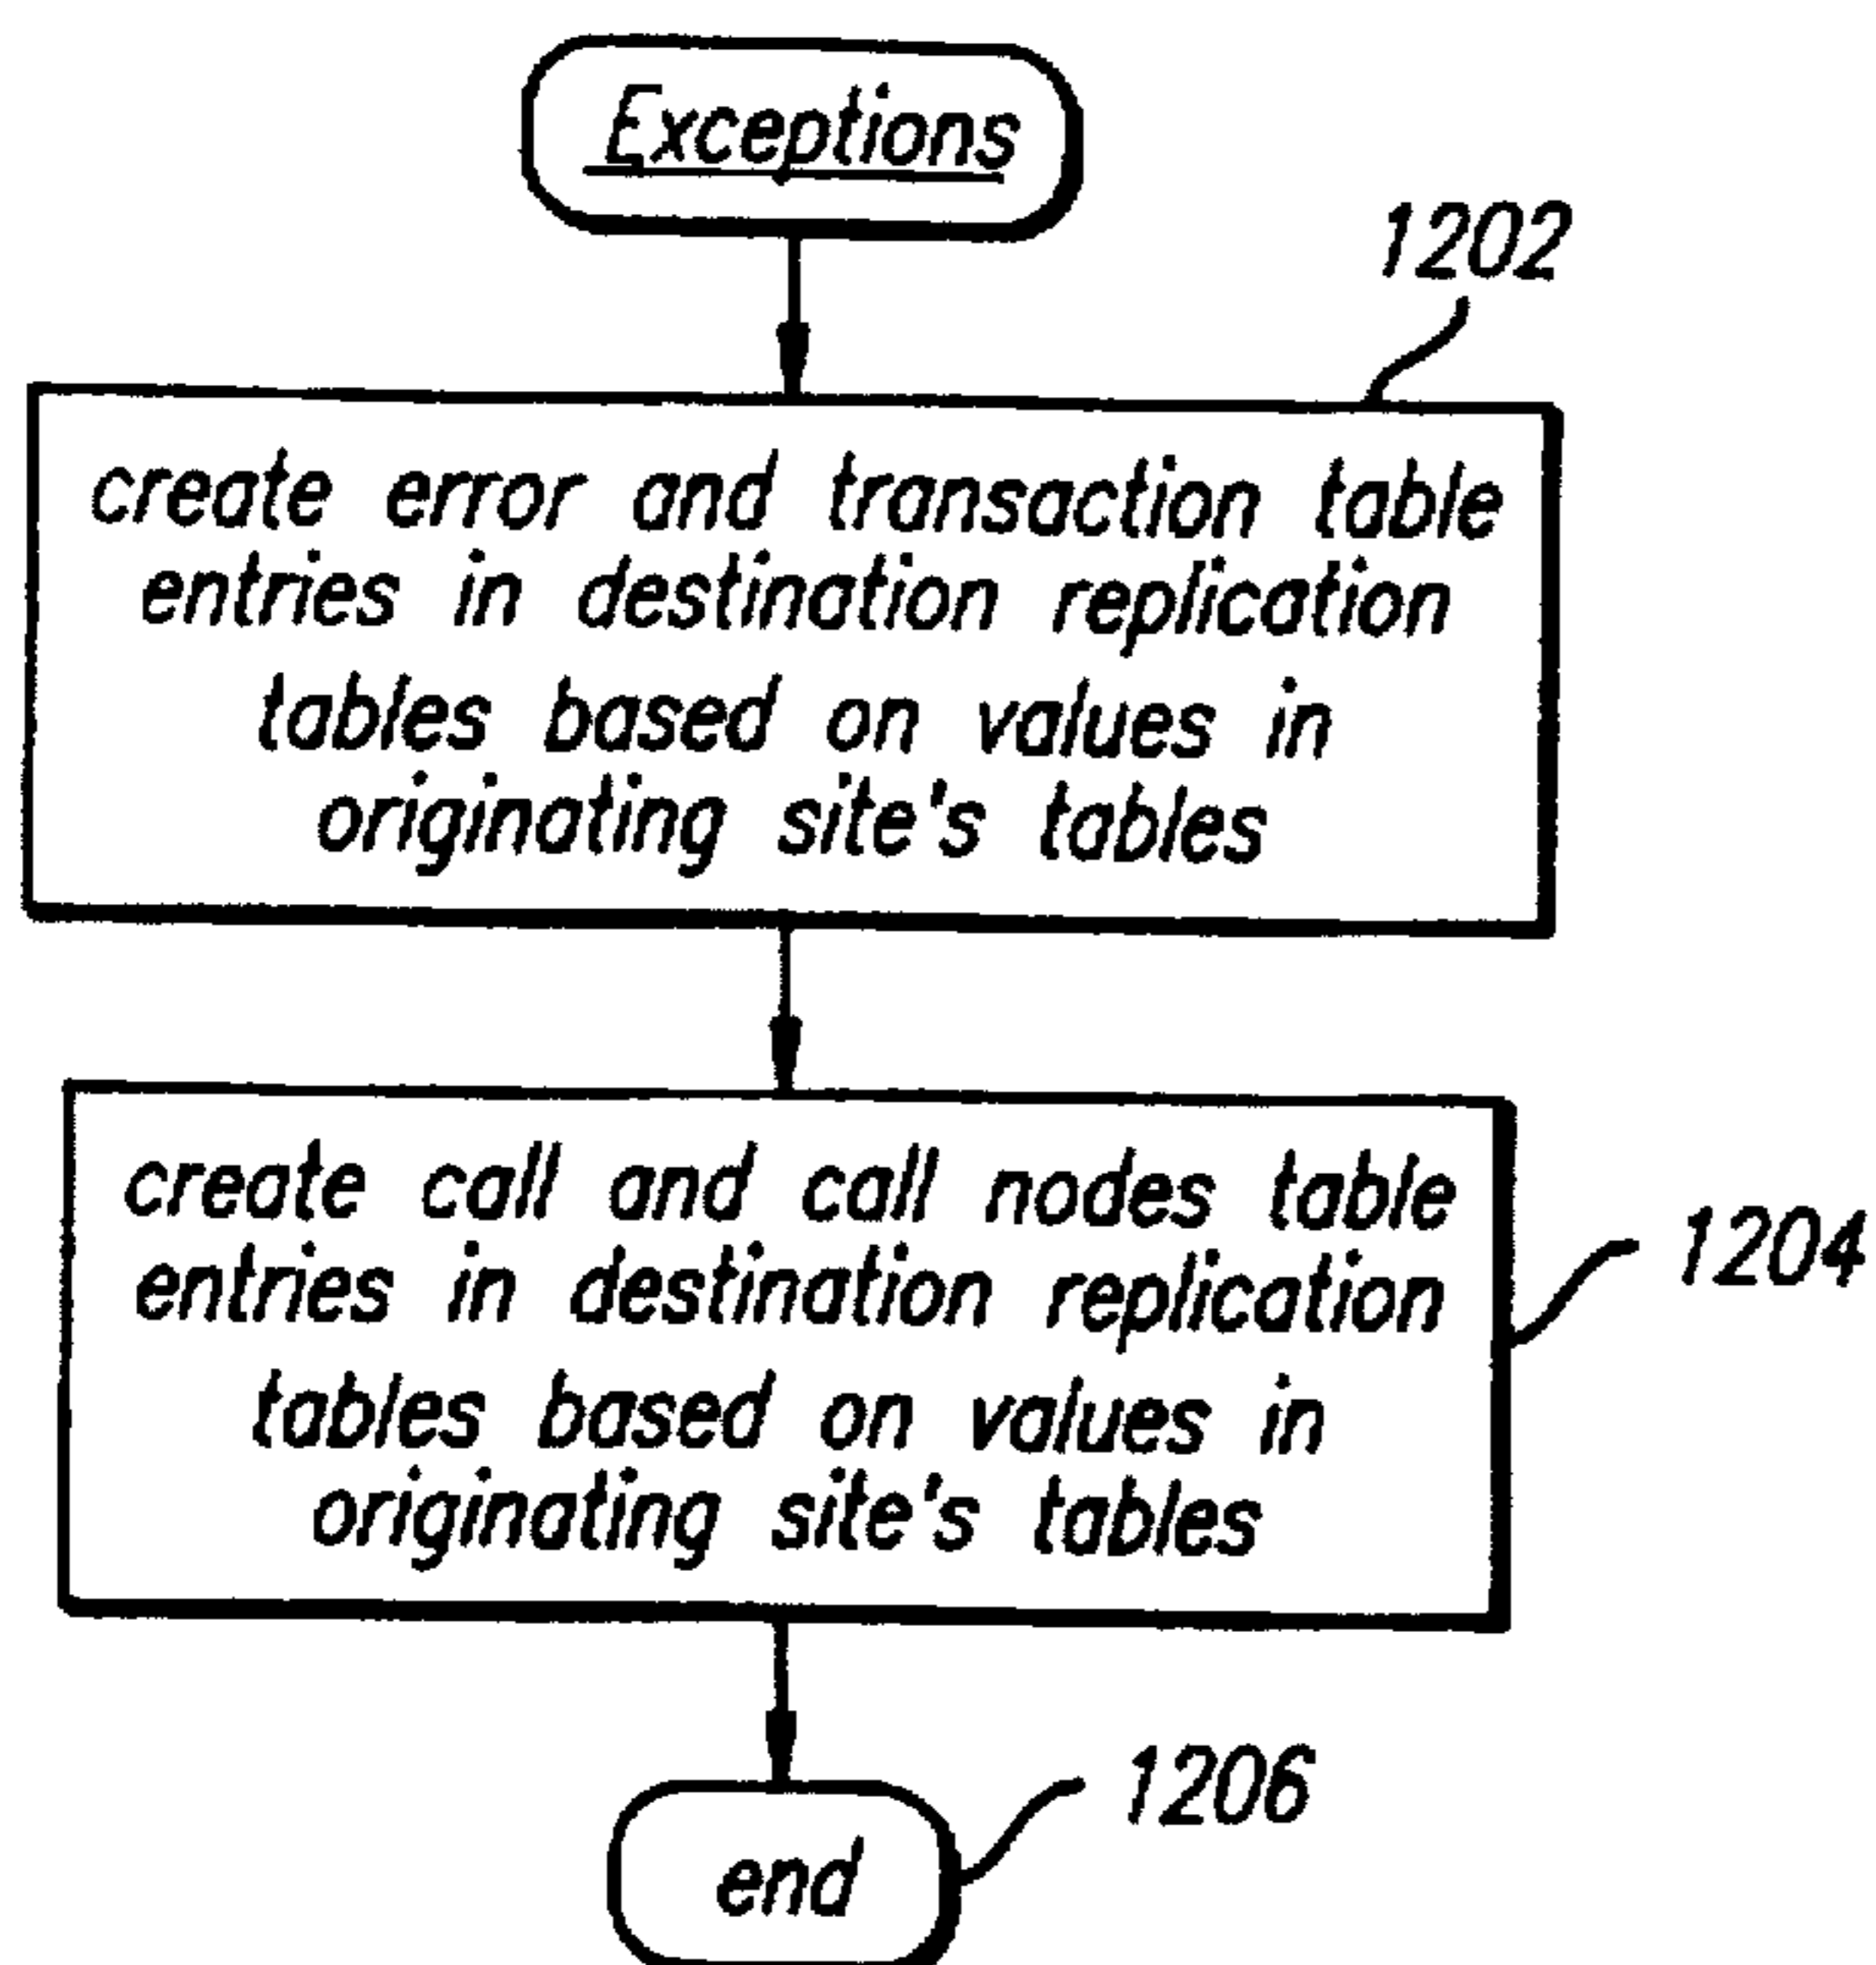 Exceptions
1202
create error and transaction table
entries in destination replication
tables based on values in
originating site's tables
create call and call nodes table
entries in destination replication
tables based on values in
originating site's tables
1204
1206
end